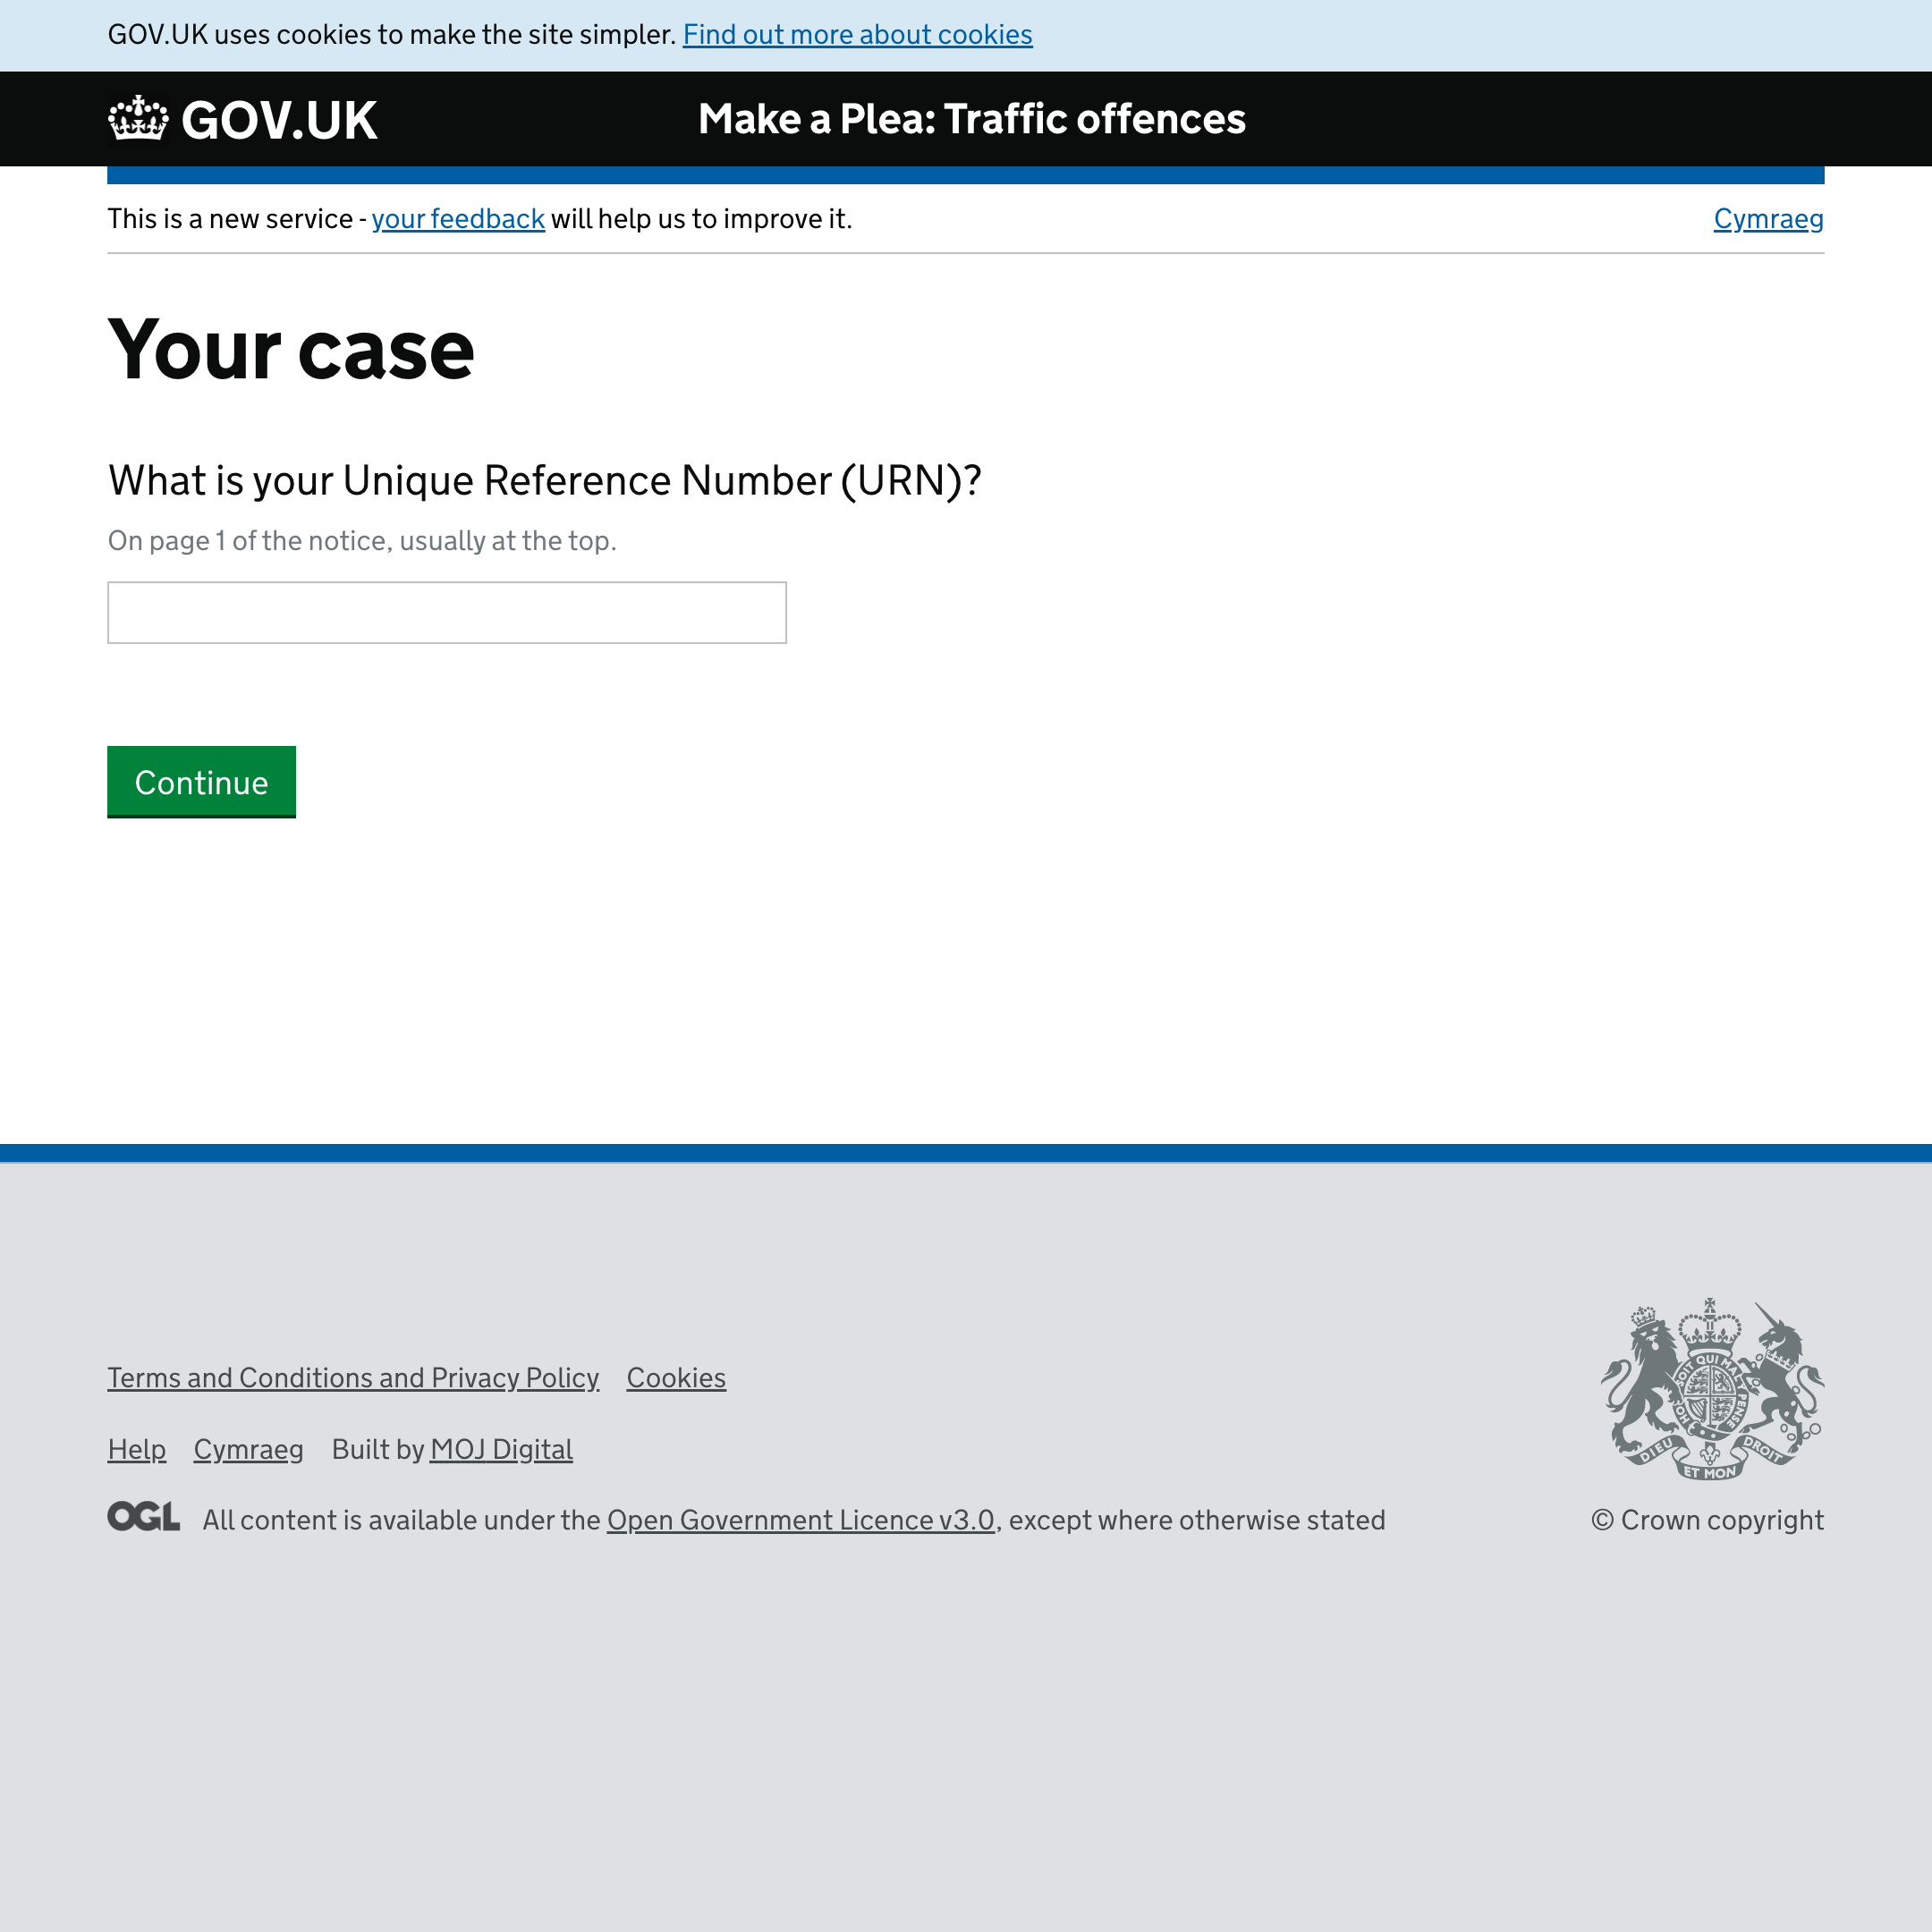 GOV.UK uses cookies to make the site simpler. Find out more about cookies
GOV.UK
Make a Plea: Traffic offences
This is a new service - your feedback will help us to improve it.
Cymraeg
Your case
What is your Unique Reference Number (URN)?
On page 1 of the notice, usually at the top.
Continue
Terms and Conditions and Privacy Policy Cookies
Help Cymraeg Built by MOJ Digital
SOIT QUI MAL Y PENSE
DIEU ET MON DROIT
OGL All content is available under the Open Government Licence v3.0, except where otherwise stated
© Crown copyright